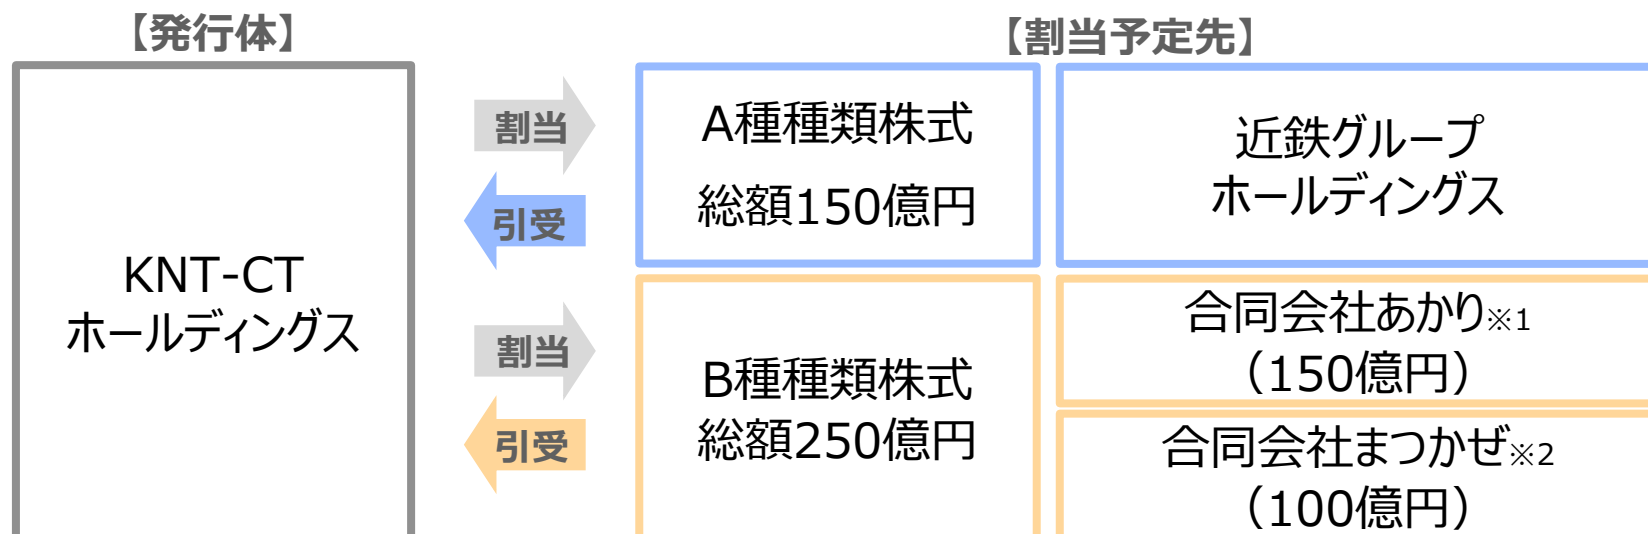 【発行体】
【割当予定先】
KNT-CT
ホールディングス
割当
引受
A種種類株式
総額150億円
近鉄グループ
ホールディングス
割当
引受
B種種類株式
総額250億円
合同会社あかり※1
（150億円）
合同会社まつかぜ※2
（100億円）